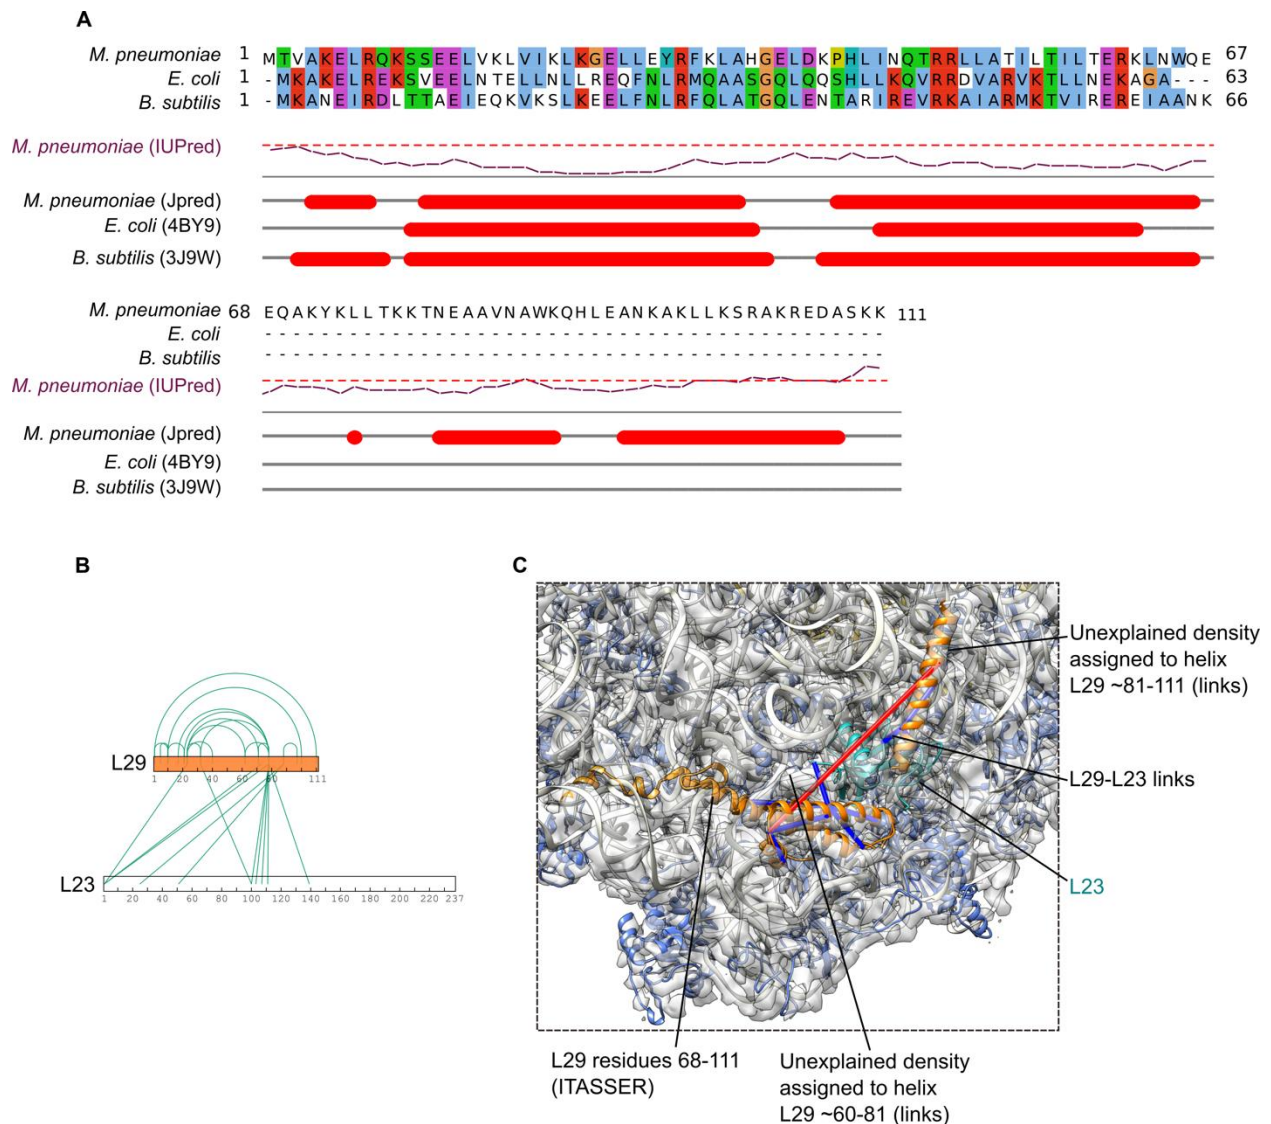 A
M. pneumoniae 1 MTVAKELRQKSSEELVKLVIKLKGELLEYRFKLAHGELDKPHLINQTRRLLATILTILTERKLNWQE 67
E. coli 1 -MKAKELREKSVEELNTELLNLLREQFNLRMQAASGQLQQSHLLKQVRRDVARVKTLLNEKAGA--- 63
B. subtilis 1 -MKANEIRDLTTAEIEQKVKSLKEELFNLRFQLATGQLENTARIREVRKAIARMKTVIREREIAANK 66
M. pneumoniae (IUPred)
M. pneumoniae (Jpred)
E. coli (4BY9)
B. subtilis (3J9W)
M. pneumoniae 68 EQAKYKLLTKKTNEAAVNAWKQHLEANKAKLLKSRAKREDASKK 111
E. coli --------------------------------------------
B. subtilis --------------------------------------------
M. pneumoniae (IUPred)
M. pneumoniae (Jpred)
E. coli (4BY9)
B. subtilis (3J9W)
B
L29
1 20 40 60 80 111
L23
1 20 40 60 80 100 120 140 160 180 200 220 237
C
Unexplained density
assigned to helix
L29 ~81-111 (links)
L29-L23 links
L23
L29 residues 68-111
(ITASSER)
Unexplained density
assigned to helix
L29 ~60-81 (links)